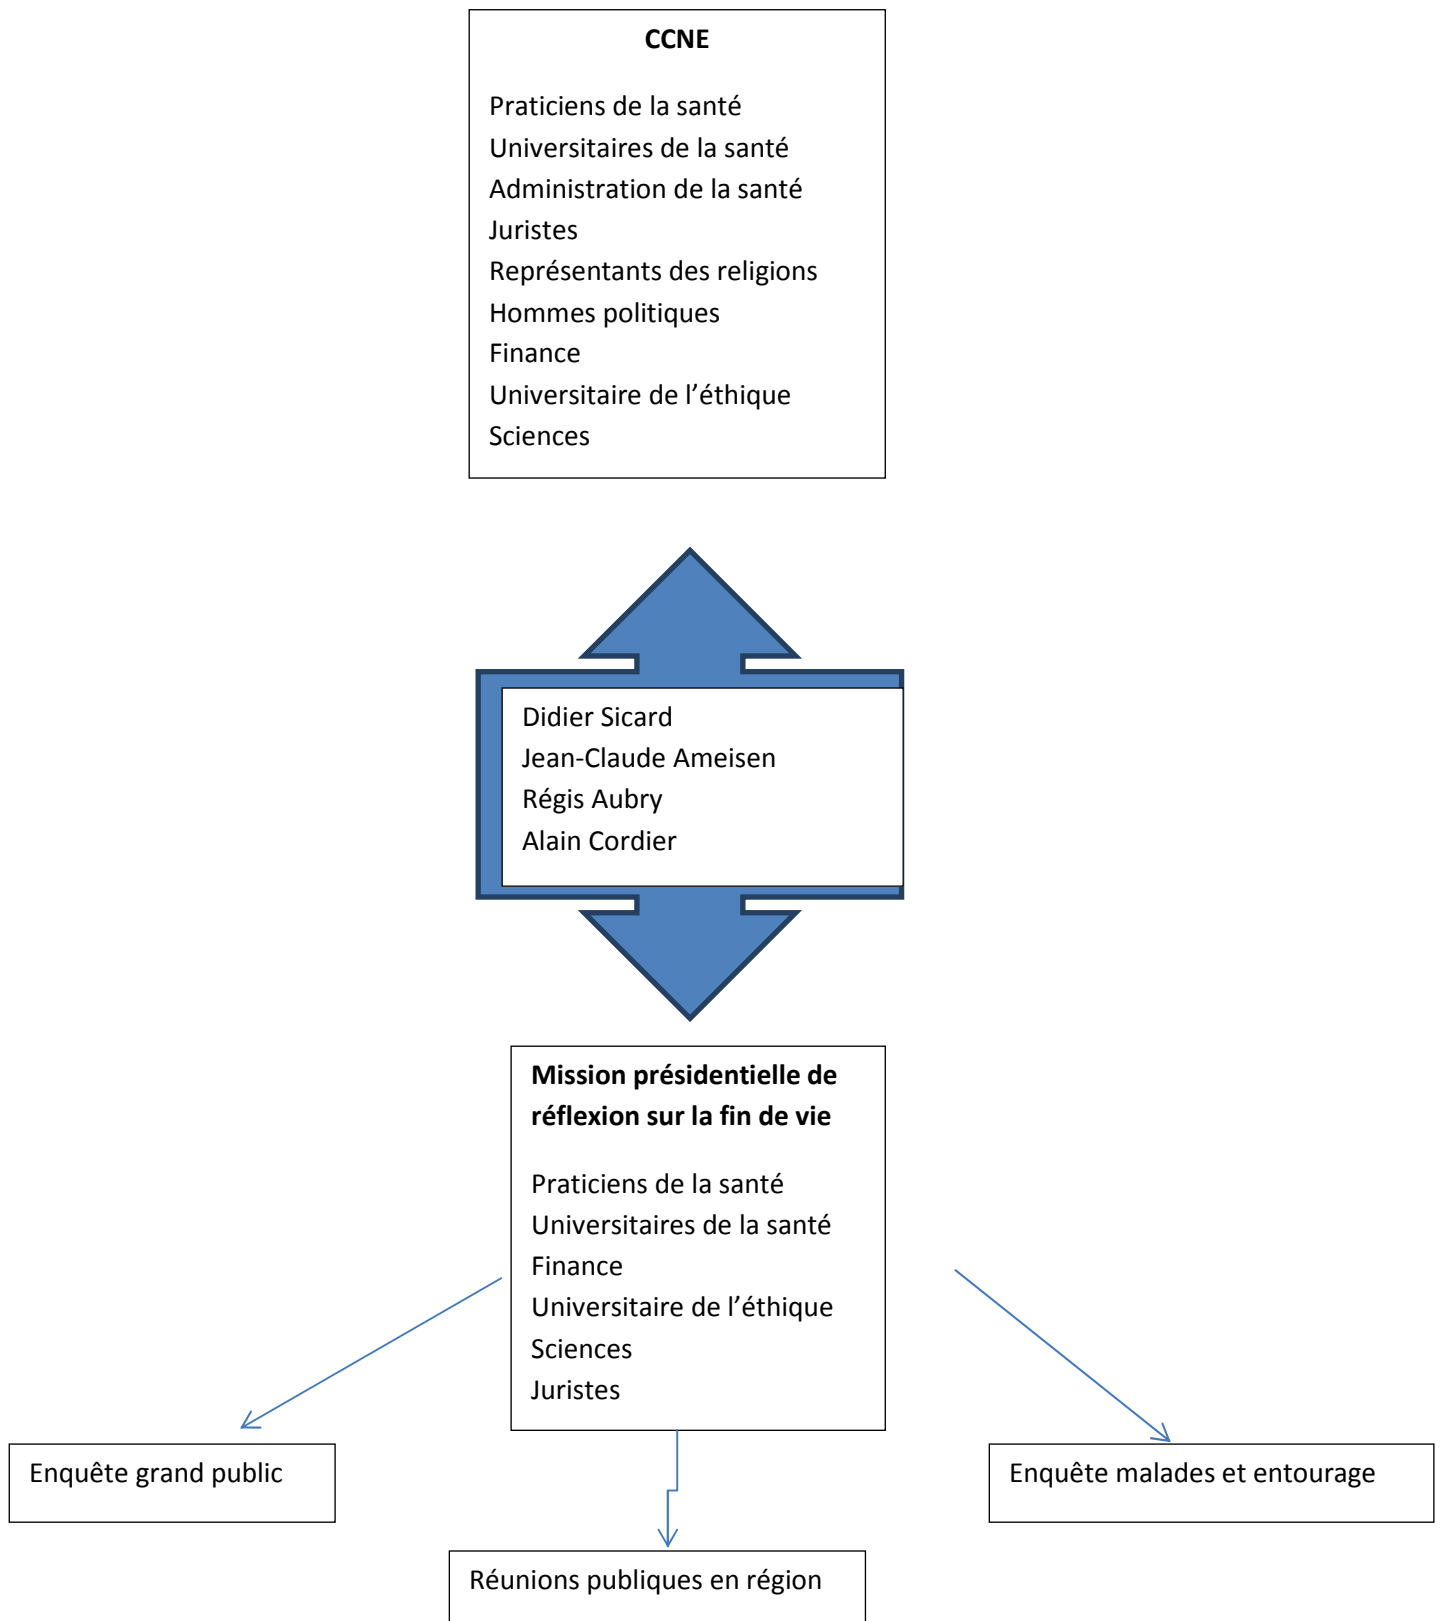 CCNE
Praticiens de la santé
Universitaires de la santé
Administration de la santé
Juristes
Représentants des religions
Hommes politiques
Finance
Universitaire de l’éthique
Sciences
Didier Sicard
Jean-Claude Ameisen
Régis Aubry
Alain Cordier
Mission présidentielle de
réflexion sur la fin de vie
Praticiens de la santé
Universitaires de la santé
Finance
Universitaire de l’éthique
Sciences
Juristes
Enquête grand public
Enquête malades et entourage
Réunions publiques en région